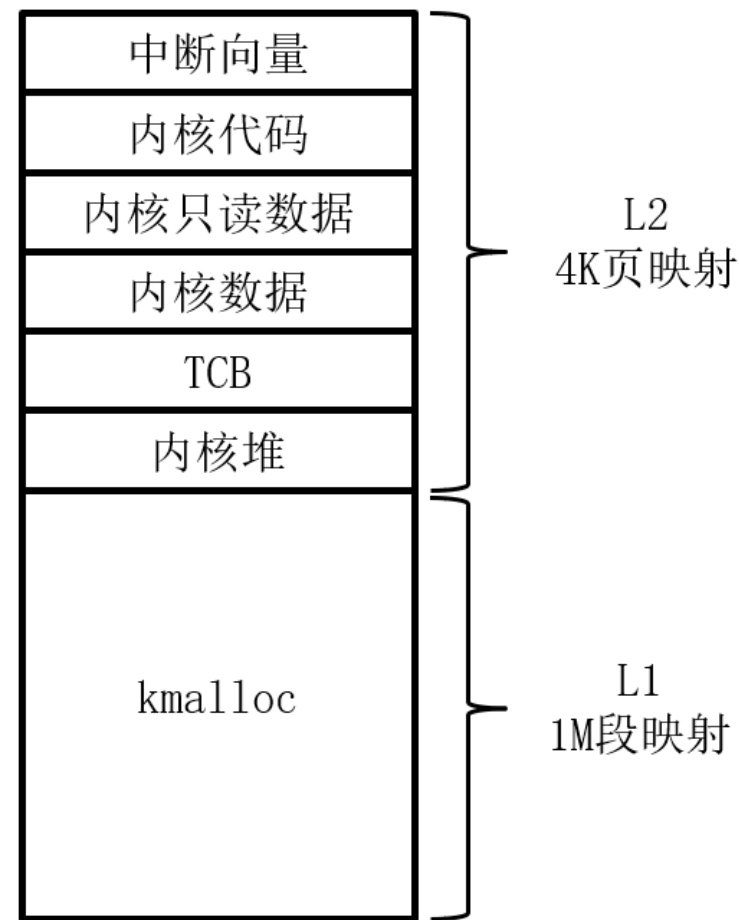 中断向量
内核代码
内核只读数据
内核数据
TCB
内核堆
L2
4K页映射
kmalloc
L1
1M段映射